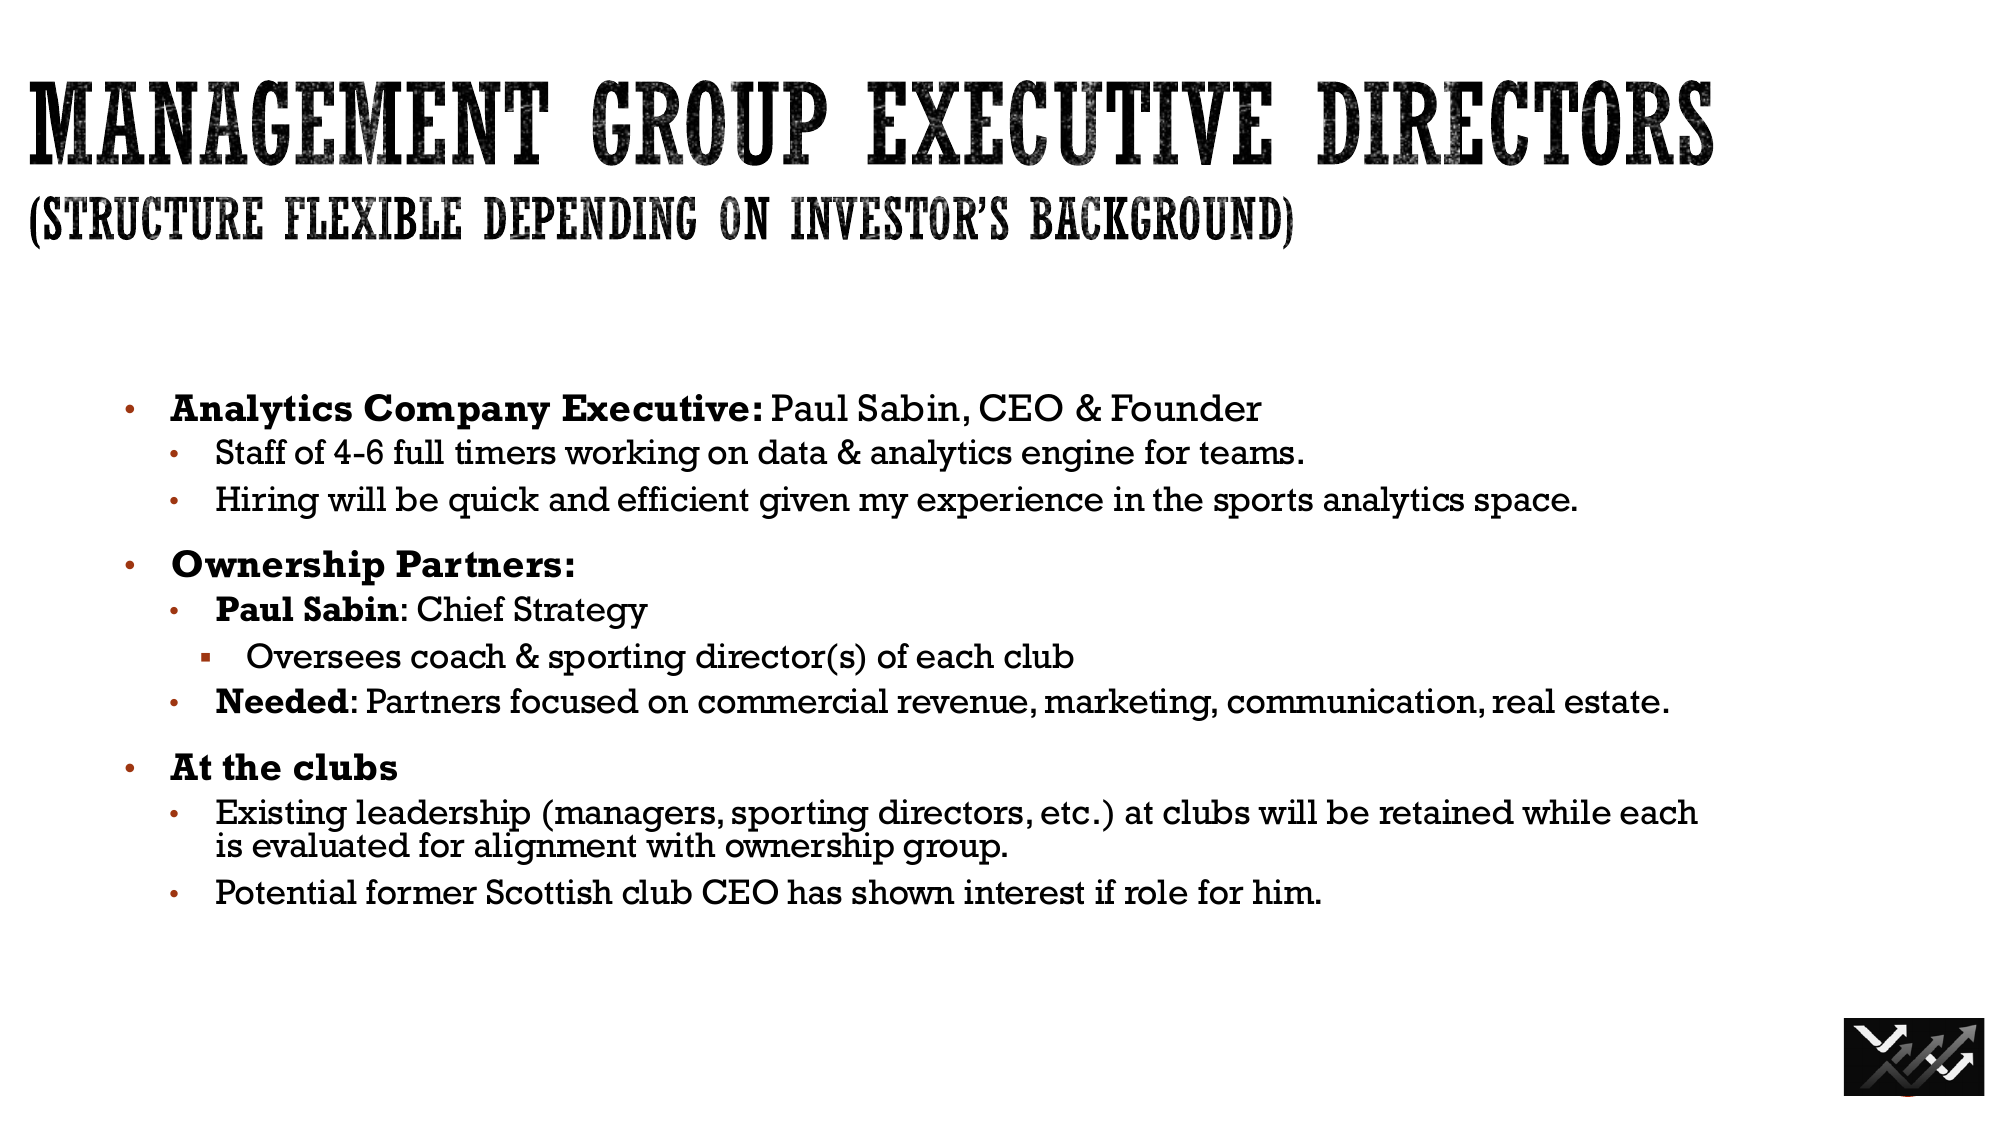 MANAGEMENT GROUP EXECUTIVE DIRECTORS
(STRUCTURE FLEXIBLE DEPENDING ON INVESTOR'S BACKGROUND)
• Analytics Company Executive: Paul Sabin, CEO & Founder
• Staff of 4-6 full timers working on data & analytics engine for teams.
• Hiring will be quick and efficient given my experience in the sports analytics space.
• Ownership Partners:
• Paul Sabin: Chief Strategy
▪ Oversees coach & sporting director(s) of each club
• Needed: Partners focused on commercial revenue, marketing, communication, real estate.
• At the clubs
• Existing leadership (managers, sporting directors, etc.) at clubs will be retained while each
is evaluated for alignment with ownership group.
• Potential former Scottish club CEO has shown interest if role for him.